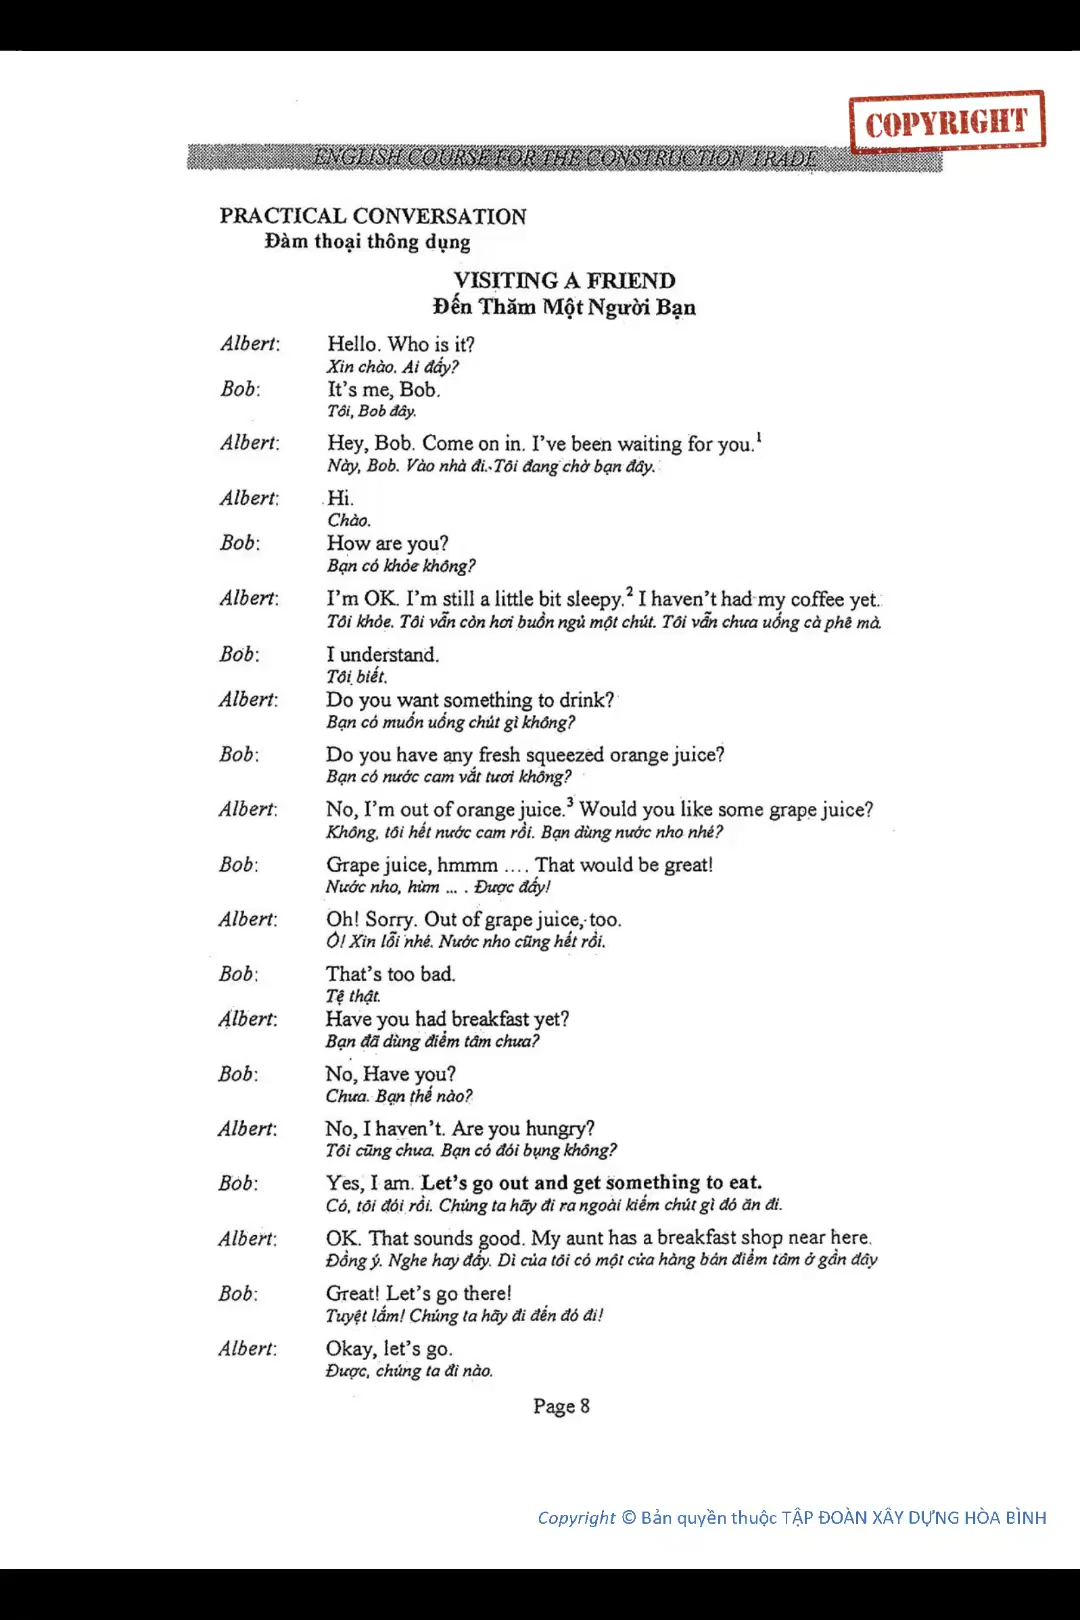 COPYRIGHT
ENGLISH COURSE FOR THE CONSTRUCTION TRADE
PRACTICAL CONVERSATION
Đàm thoại thông dụng
VISITING A FRIEND
Đến Thăm Một Người Bạn
Albert: Hello. Who is it?
Xin chào. Ai đấy?
Bob: It's me, Bob.
Tôi, Bob đây.
Albert: Hey, Bob. Come on in. I've been waiting for you.¹
Này, Bob. Vào nhà đi. Tôi đang chờ bạn đây.
Albert: Hi.
Chào.
Bob: How are you?
Bạn có khỏe không?
Albert: I'm OK. I'm still a little bit sleepy.² I haven't had my coffee yet.
Tôi khỏe. Tôi vẫn còn hơi buồn ngủ một chút. Tôi vẫn chưa uống cà phê mà.
Bob: I understand.
Tôi biết.
Albert: Do you want something to drink?
Bạn có muốn uống chút gì không?
Bob: Do you have any fresh squeezed orange juice?
Bạn có nước cam vắt tươi không?
Albert: No, I'm out of orange juice.³ Would you like some grape juice?
Không, tôi hết nước cam rồi. Bạn dùng nước nho nhé?
Bob: Grape juice, hmmm .... That would be great!
Nước nho, hừm ... . Được đấy!
Albert: Oh! Sorry. Out of grape juice, too.
Ô! Xin lỗi nhé. Nước nho cũng hết rồi.
Bob: That's too bad.
Tệ thật.
Albert: Have you had breakfast yet?
Bạn đã dùng điểm tâm chưa?
Bob: No, Have you?
Chưa. Bạn thế nào?
Albert: No, I haven't. Are you hungry?
Tôi cũng chưa. Bạn có đói bụng không?
Bob: Yes, I am. Let's go out and get something to eat.
Có, tôi đói rồi. Chúng ta hãy đi ra ngoài kiếm chút gì đó ăn đi.
Albert: OK. That sounds good. My aunt has a breakfast shop near here.
Đồng ý. Nghe hay đấy. Dì của tôi có một cửa hàng bán điểm tâm ở gần đây
Bob: Great! Let's go there!
Tuyệt lắm! Chúng ta hãy đi đến đó đi!
Albert: Okay, let's go.
Được, chúng ta đi nào.
Page 8
Copyright © Bản quyền thuộc TẬP ĐOÀN XÂY DỰNG HÒA BÌNH